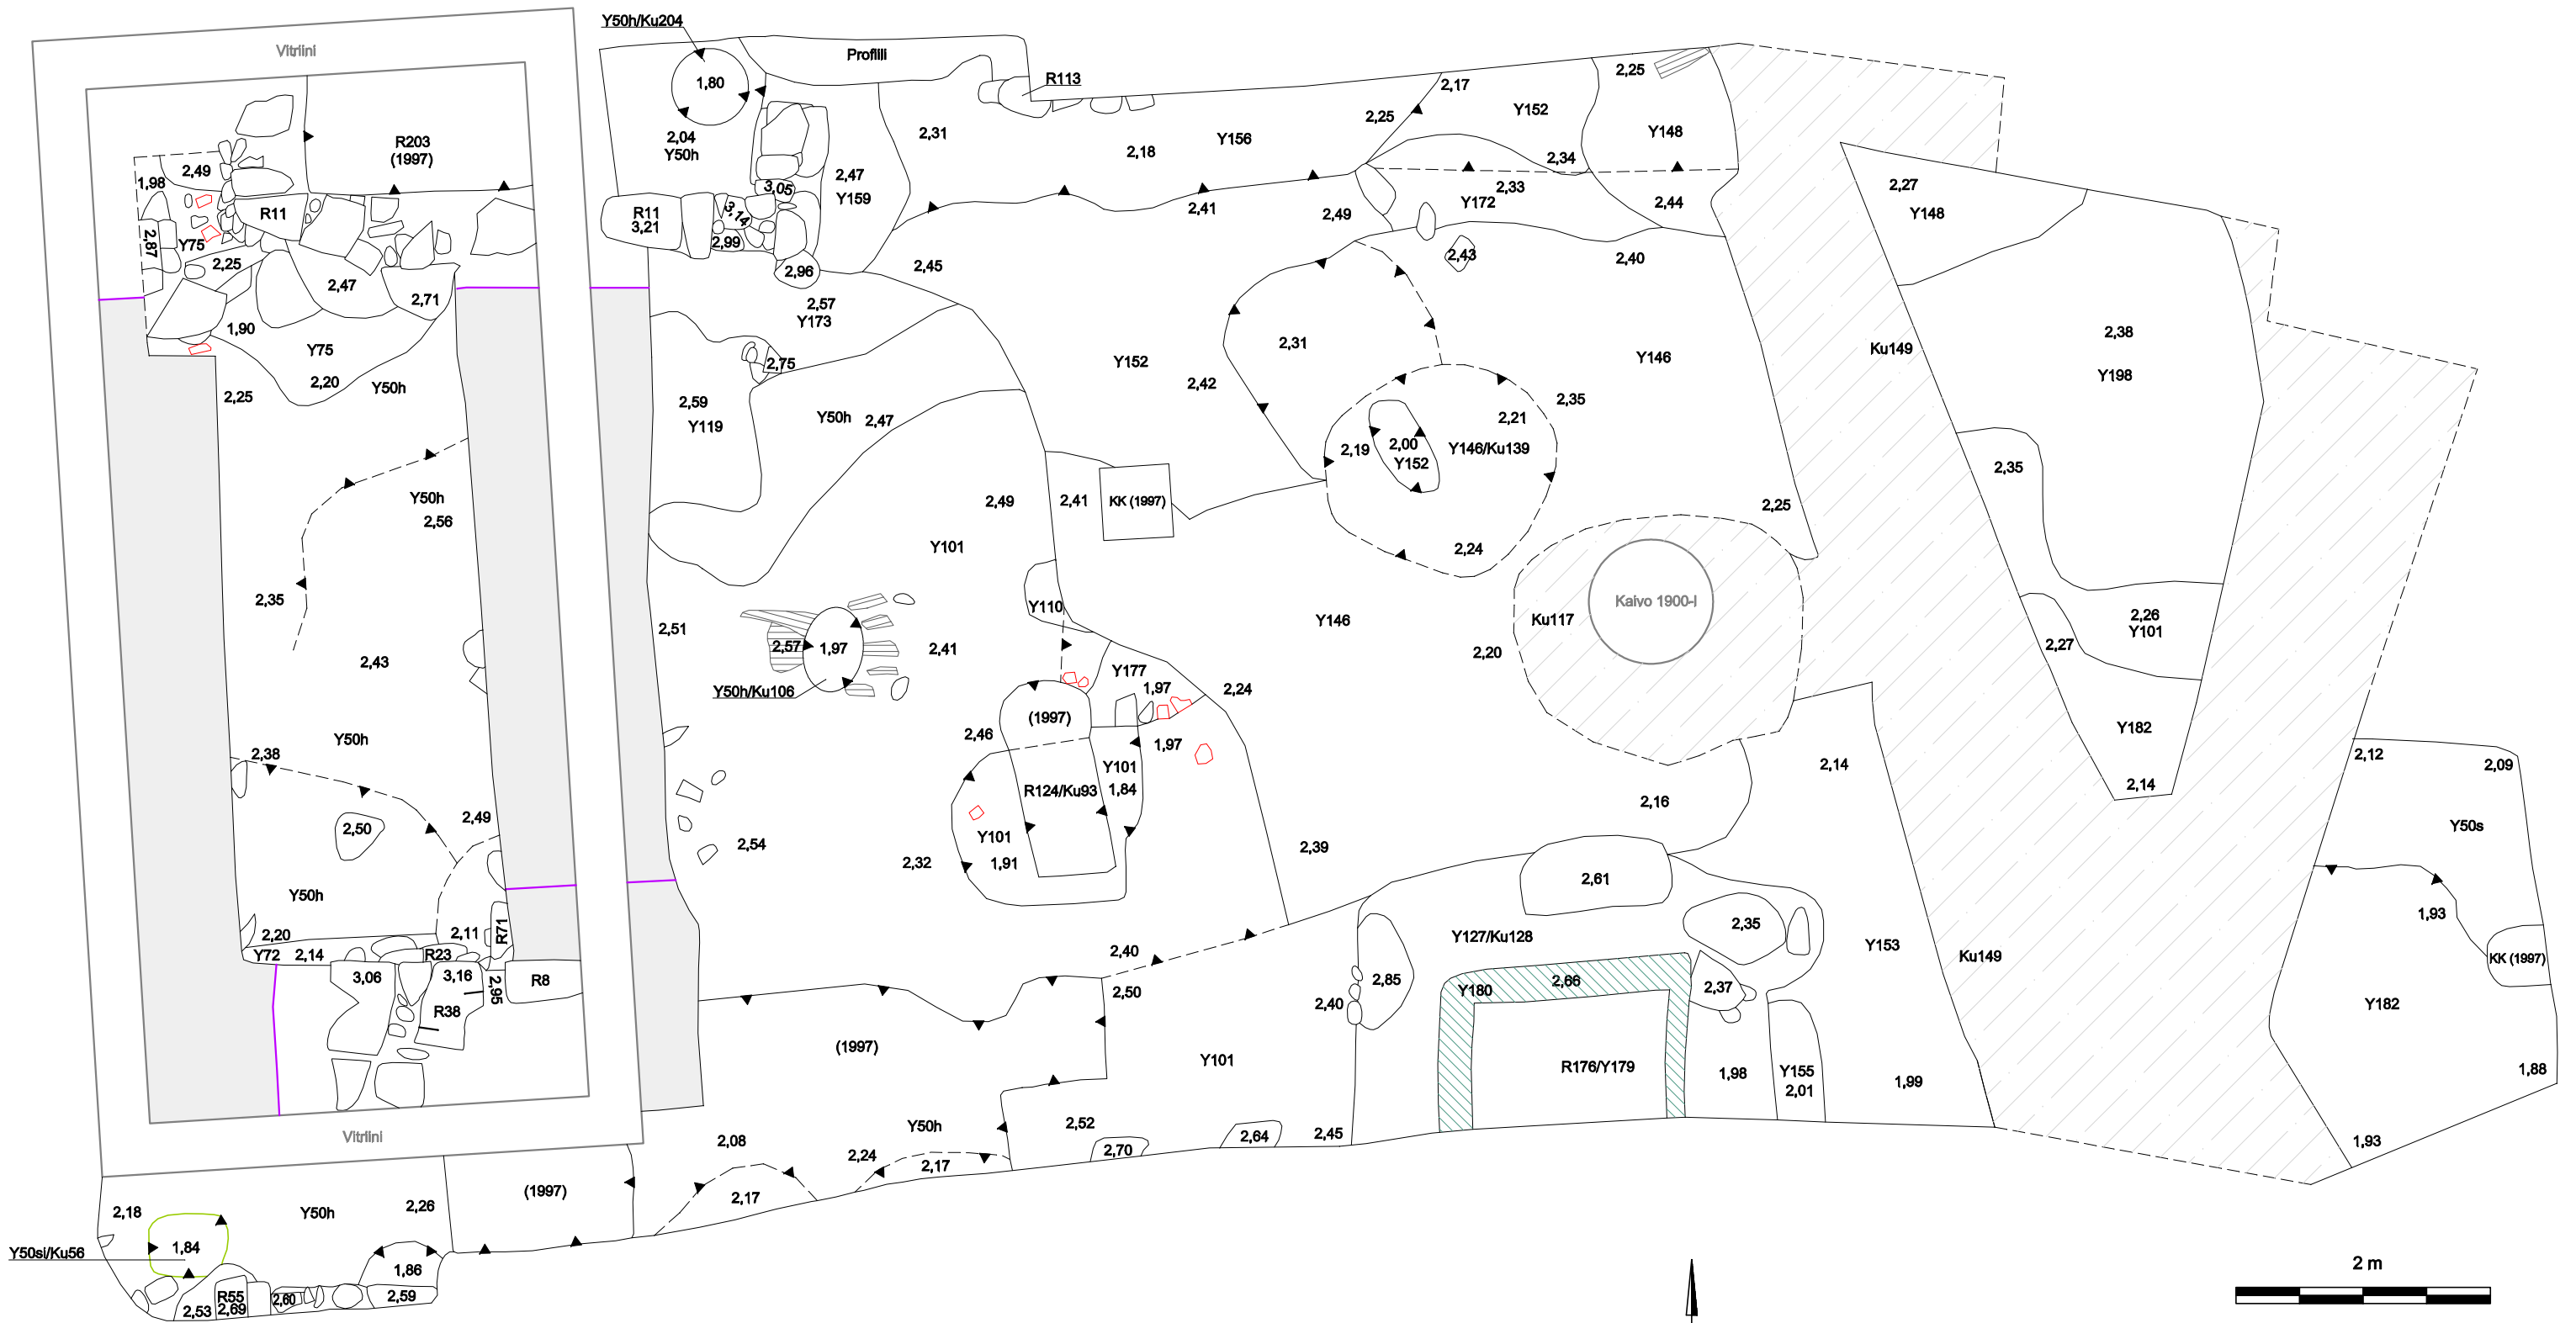 Vitriini
R203
(1997)
2,49
1,98
R11
2,87
Y75
2,25
2,47
2,71
1,90
Y75
2,20
Y50h
2,25
Y50h
2,56
2,35
2,43
Y50h
2,38
2,49
2,50
Y50h
2,20
2,11
R71
Y72
2,14
R23
3,06
3,16
2,95
R8
R38
Vitriini
Y50h/Ku204
1,80
Profiili
R113
2,04
Y50h
2,31
2,47
Y159
3,05
R11
3,21
3,14
2,99
2,96
2,45
2,57
Y173
2,75
2,59
Y119
Y50h
2,47
2,18
Y156
2,25
2,17
Y152
2,25
Y148
2,34
2,33
Y172
2,44
2,41
2,49
2,43
2,40
2,31
Y152
2,42
Y146
2,35
2,21
2,19
2,00
Y152
Y146/Ku139
2,24
2,25
2,49
2,41
KK (1997)
Y101
Y110
2,51
2,57
1,97
2,41
Y50h/Ku106
Y146
Ku117
Kaivo 1900-l
2,20
Y177
1,97
2,24
(1997)
2,46
1,97
Y101
1,84
R124/Ku93
Y101
1,91
2,32
2,54
2,39
2,16
2,14
2,27
Y148
Ku149
2,38
Y198
2,35
2,26
Y101
2,27
Y182
2,14
2,12
2,09
Y50s
1,93
KK (1997)
Y182
1,88
1,93
2,61
2,35
Y127/Ku128
2,85
2,66
Y180
2,37
Y153
Ku149
2,40
2,50
2,40
R176/Y179
1,98
Y155
2,01
1,99
(1997)
Y101
2,52
2,70
2,64
2,45
2,08
Y50h
2,24
2,17
2,17
(1997)
2,26
Y50h
2,18
1,84
Y50si/Ku56
1,86
R55
2,53
2,69
2,60
2,59
2 m